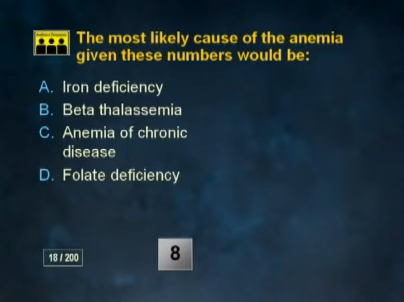 The most likely cause of the anemia
given these numbers would be:
A. Iron deficiency
B. Beta thalassemia
C. Anemia of chronic
disease
D. Folate deficiency
18 / 200
8